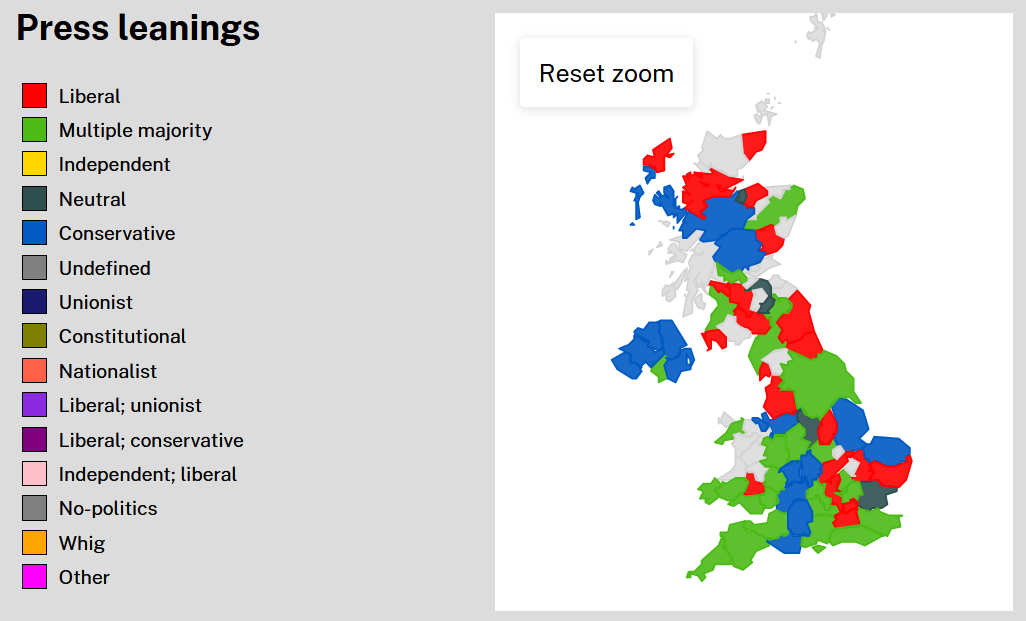 Press leanings
Reset zoom
Liberal
Multiple majority
Independent
Neutral
Conservative
Undefined
Unionist
Constitutional
Nationalist
Liberal; unionist
Liberal; conservative
Independent; liberal
No-politics
Whig
Other